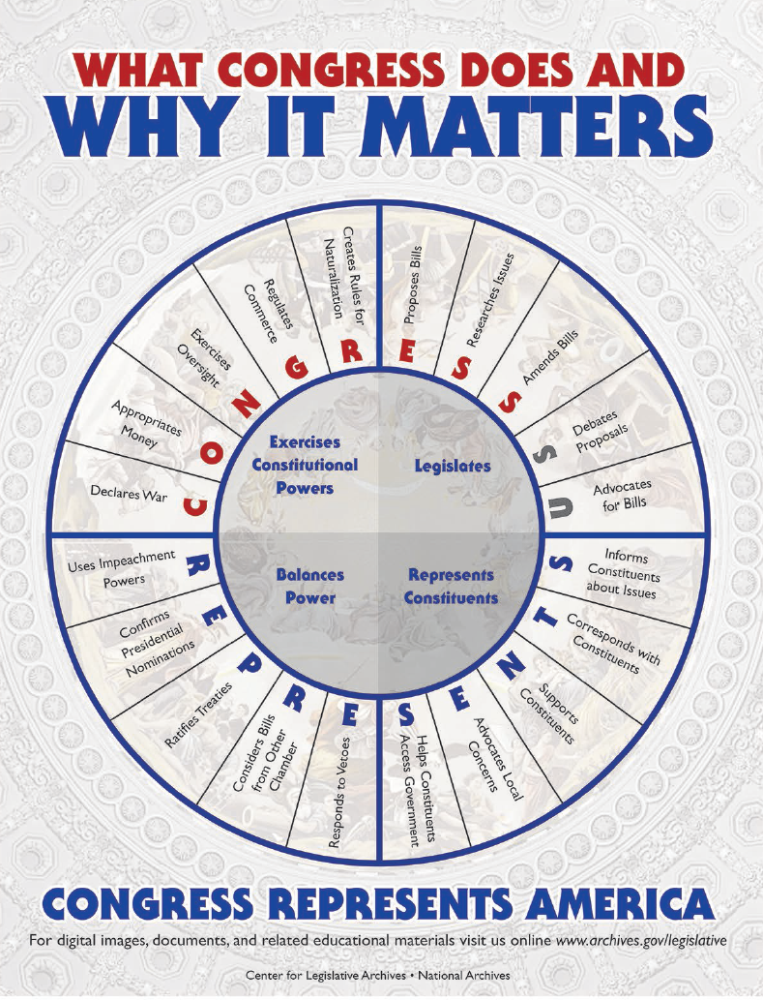 WHAT CONGRESS DOES AND
WHY IT MATTERS
Creates Rules for
Naturalization
Regulates
Commerce
Exercises
Oversight
Appropriates
Money
Declares War
C O N G R E S S
U S
Proposes Bills
Researches Issues
Amends Bills
Debates
Proposals
Advocates
for Bills
Exercises
Constitutional
Powers
Legislates
Balances
Power
Represents
Constituents
Uses Impeachment
Powers
Confirms
Presidential
Nominations
Ratifies Treaties
Considers Bills
from Other
Chamber
Responds to Vetoes
R E P R E S E N T S
Informs
Constituents
about Issues
Corresponds with
Constituents
Supports
Constituents
Advocates Local
Concerns
Helps Constituents
Access Government
CONGRESS REPRESENTS AMERICA
For digital images, documents, and related educational materials visit us online www.archives.gov/legislative
Center for Legislative Archives • National Archives